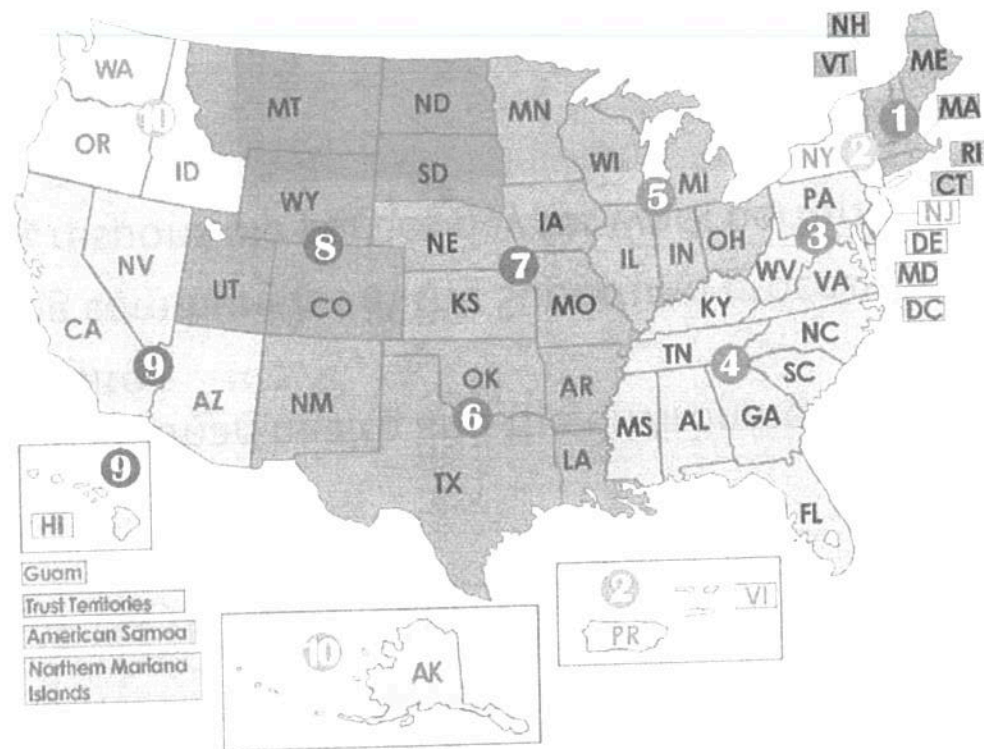 NH
WA
VT
ME
MT
ND
MN
1
MA
OR
ID
WI
NY
2
RI
SD
MI
CT
WY
5
PA
NJ
IA
8
NE
3
OH
DE
NV
7
IL
IN
WV
VA
MD
UT
CO
KS
MO
KY
DC
CA
NC
TN
9
4
SC
AZ
NM
OK
AR
6
MS
AL
GA
LA
9
TX
HI
FL
Guam
2
VI
Trust Territories
PR
American Samoa
10
Northern Mariana
Islands
AK